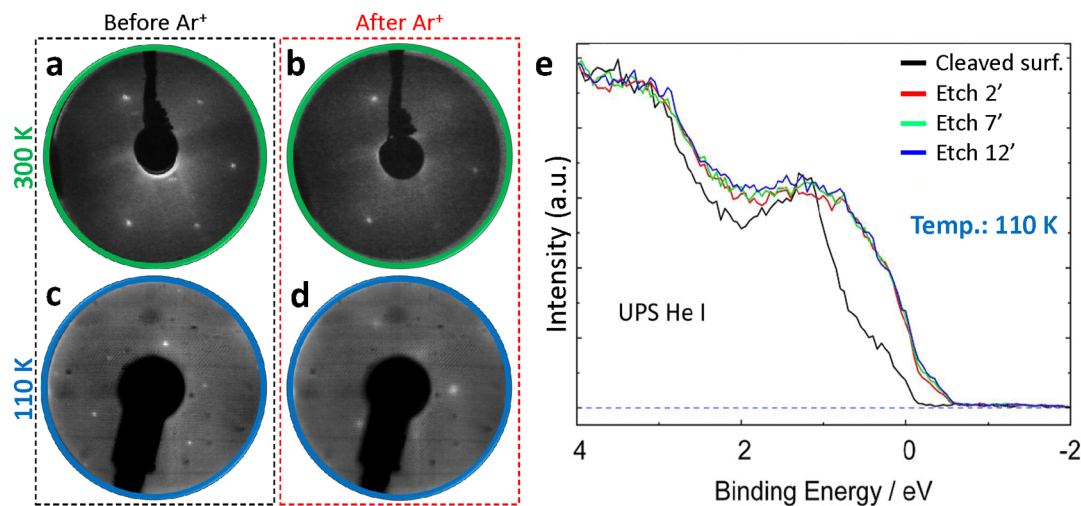 Before Ar⁺
After Ar⁺
a
b
300 K
c
d
110 K
e
Cleaved surf.
Etch 2’
Etch 7’
Etch 12’
Temp.: 110 K
UPS He I
Intensity (a.u.)
4 2 0 -2
Binding Energy / eV